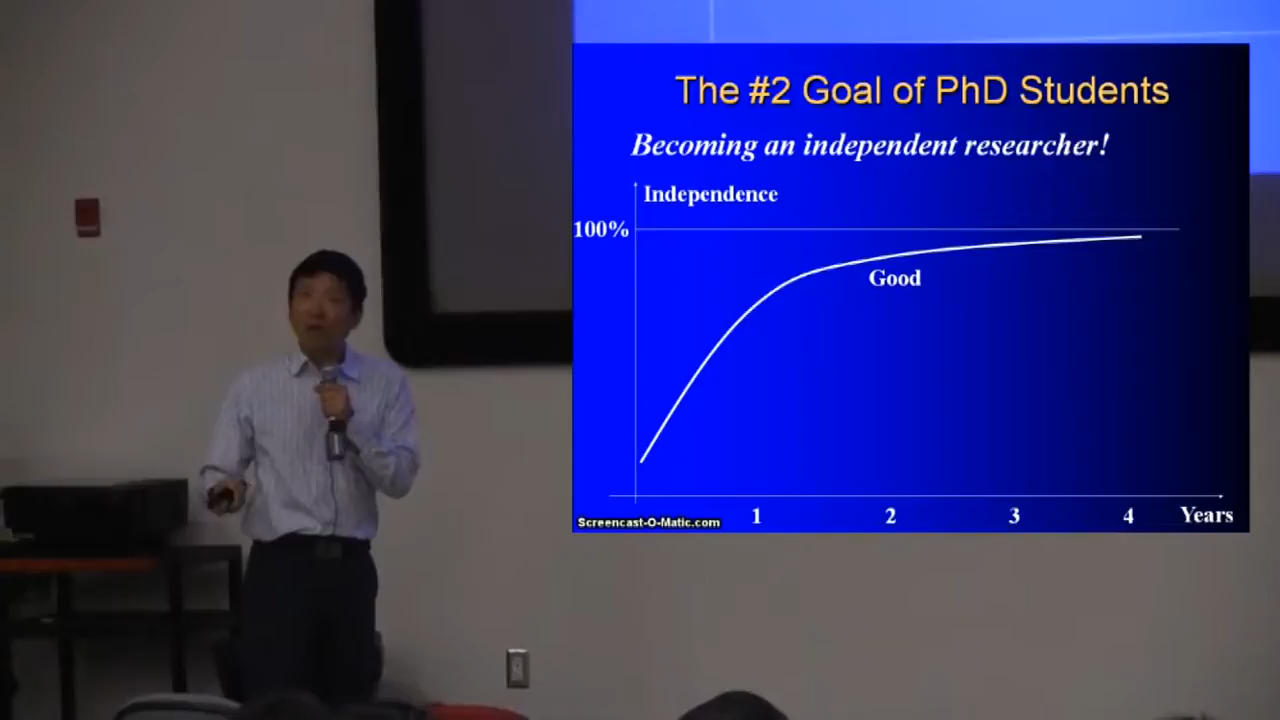 The #2 Goal of PhD Students
Becoming an independent researcher!
Independence
100%
Good
1 2 3 4 Years
Screencast-O-Matic.com